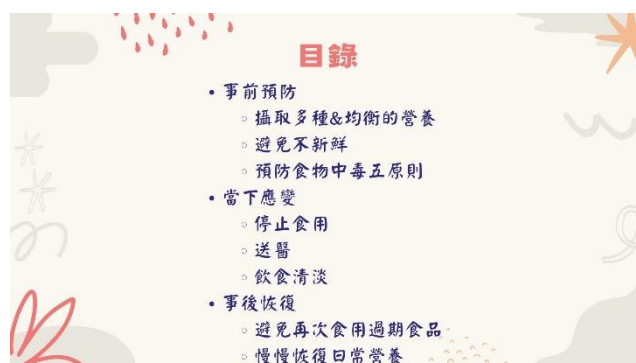 目錄
• 事前預防
◦ 攝取多種&均衡的營養
◦ 避免不新鮮
◦ 預防食物中毒五原則
• 當下應變
◦ 停止食用
◦ 送醫
◦ 飲食清淡
• 事後恢復
◦ 避免再次食用過期食品
◦ 慢慢恢復日常營養